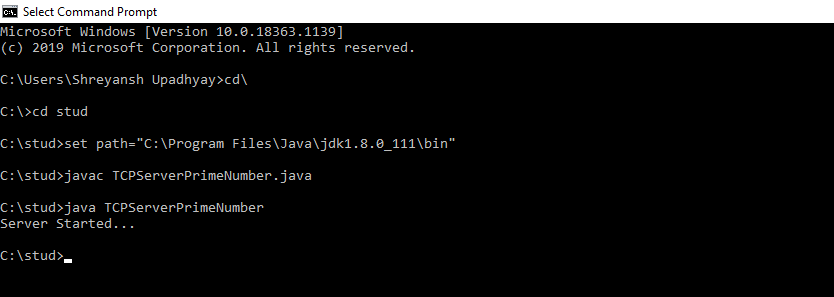 Select Command Prompt
Microsoft Windows [Version 10.0.18363.1139]
(c) 2019 Microsoft Corporation. All rights reserved.
C:\Users\Shreyansh Upadhyay>cd\
C:\>cd stud
C:\stud>set path="C:\Program Files\Java\jdk1.8.0_111\bin"
C:\stud>javac TCPServerPrimeNumber.java
C:\stud>java TCPServerPrimeNumber
Server Started...
C:\stud>